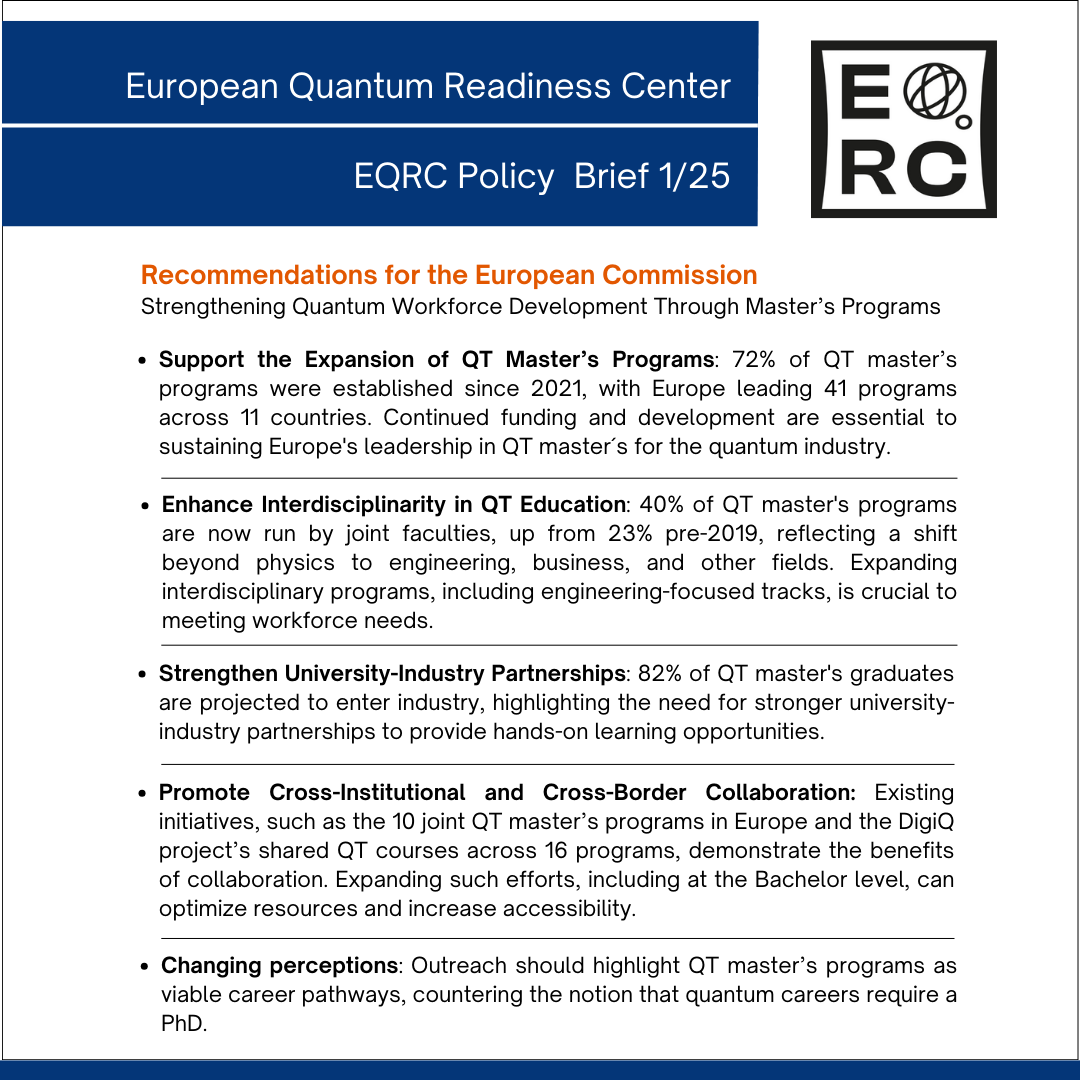 European Quantum Readiness Center
EQRC Policy Brief 1/25
E Q
RC
Recommendations for the European Commission
Strengthening Quantum Workforce Development Through Master’s Programs
• Support the Expansion of QT Master’s Programs: 72% of QT master’s
programs were established since 2021, with Europe leading 41 programs
across 11 countries. Continued funding and development are essential to
sustaining Europe's leadership in QT master´s for the quantum industry.
• Enhance Interdisciplinarity in QT Education: 40% of QT master's programs
are now run by joint faculties, up from 23% pre-2019, reflecting a shift
beyond physics to engineering, business, and other fields. Expanding
interdisciplinary programs, including engineering-focused tracks, is crucial to
meeting workforce needs.
• Strengthen University-Industry Partnerships: 82% of QT master's graduates
are projected to enter industry, highlighting the need for stronger university-
industry partnerships to provide hands-on learning opportunities.
• Promote Cross-Institutional and Cross-Border Collaboration: Existing
initiatives, such as the 10 joint QT master’s programs in Europe and the DigiQ
project’s shared QT courses across 16 programs, demonstrate the benefits
of collaboration. Expanding such efforts, including at the Bachelor level, can
optimize resources and increase accessibility.
• Changing perceptions: Outreach should highlight QT master’s programs as
viable career pathways, countering the notion that quantum careers require a
PhD.